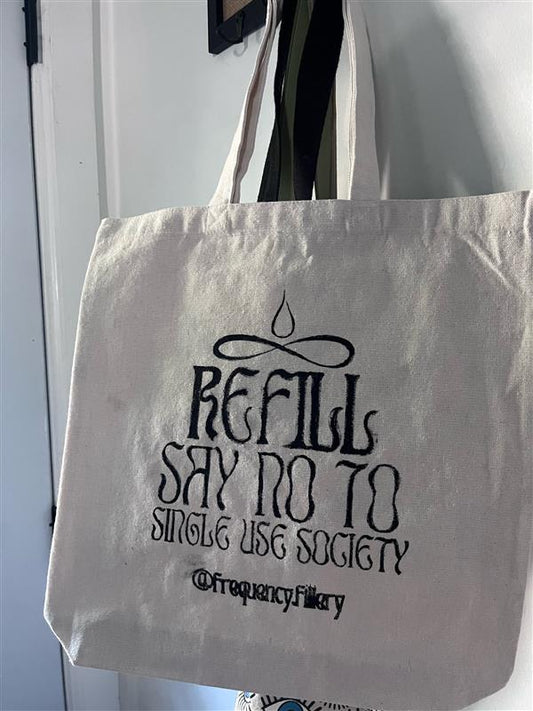 REFILL
SAY NO TO
SINGLE USE SOCIETY
@frequency.fillery